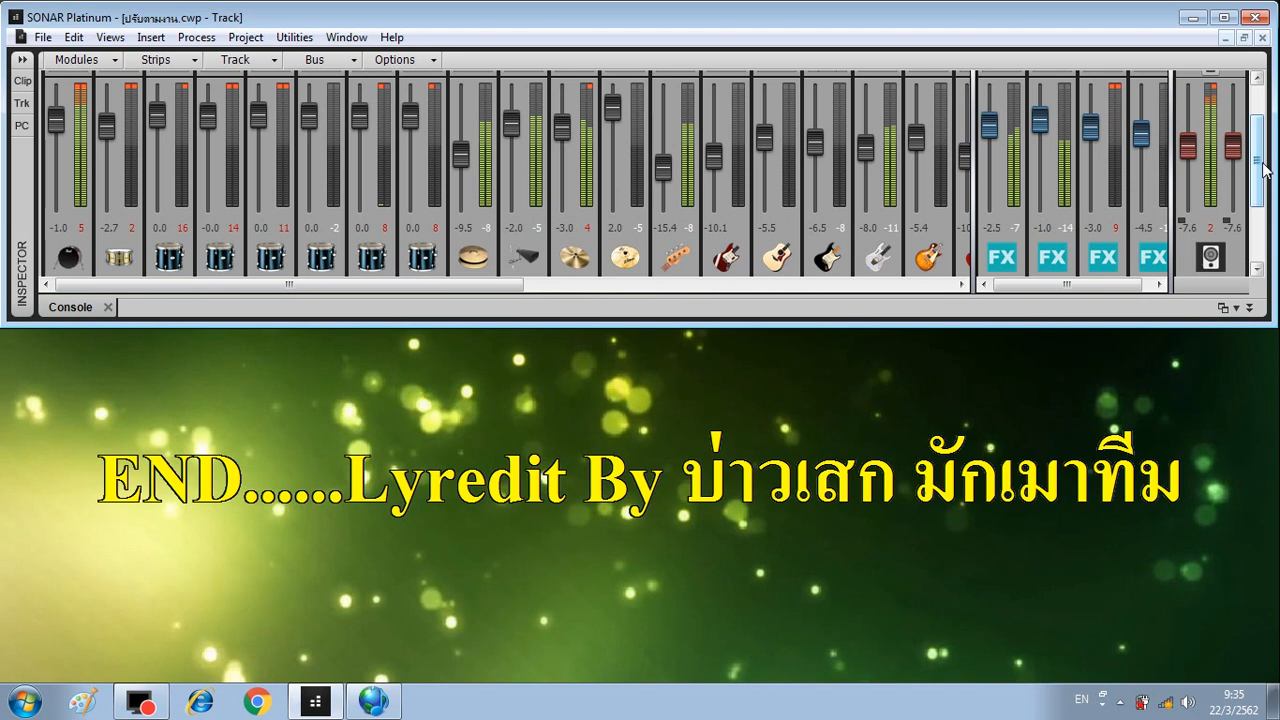 SONAR Platinum - [ปรับตามงาน.cwp - Track]
File Edit Views Insert Process Project Utilities Window Help
Modules Strips Track Bus Options
Clip
Trk
PC
INSPECTOR
-1.0 5 -2.7 2 0.0 16 -0.0 14 0.0 11 -0.0 -2 0.0 8 0.0 8 -9.5 -8 -2.0 -5 -3.0 4 2.0 -5 -15.4 -8 -10.1 -5.5 -6.5 -8 -8.0 -11 -5.4 -2.5 -7 -1.0 -14 -3.0 9 -4.5 -1 -7.6 2 -7.6
FX FX FX FX
Console
END......Lyredit By บ่าวเสก มักเมาทีม
EN 9:35
22/3/2562